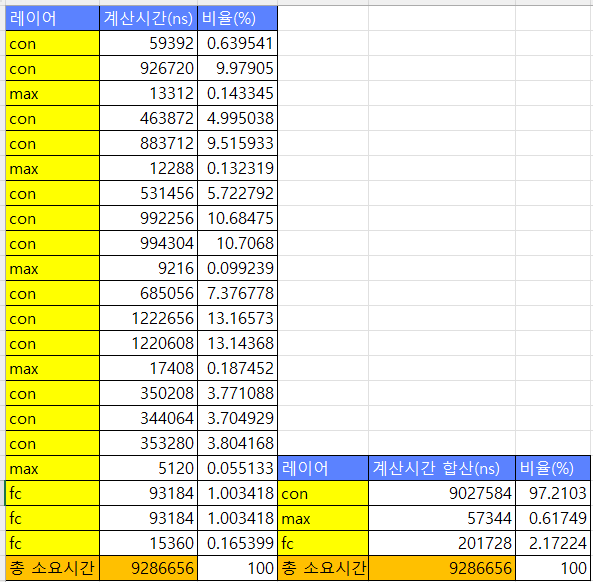 레이어 계산시간(ns) 비율(%)
con 59392 0.639541
con 926720 9.97905
max 13312 0.143345
con 463872 4.995038
con 883712 9.515933
max 12288 0.132319
con 531456 5.722792
con 992256 10.68475
con 994304 10.7068
max 9216 0.099239
con 685056 7.376778
con 1222656 13.16573
con 1220608 13.14368
max 17408 0.187452
con 350208 3.771088
con 344064 3.704929
con 353280 3.804168
max 5120 0.055133 레이어 계산시간 합산(ns) 비율(%)
fc 93184 1.003418 con 9027584 97.2103
fc 93184 1.003418 max 57344 0.61749
fc 15360 0.165399 fc 201728 2.17224
총 소요시간 9286656 100 총 소요시간 9286656 100